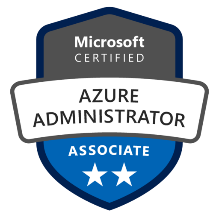 Microsoft
CERTIFIED
AZURE
ADMINISTRATOR
ASSOCIATE